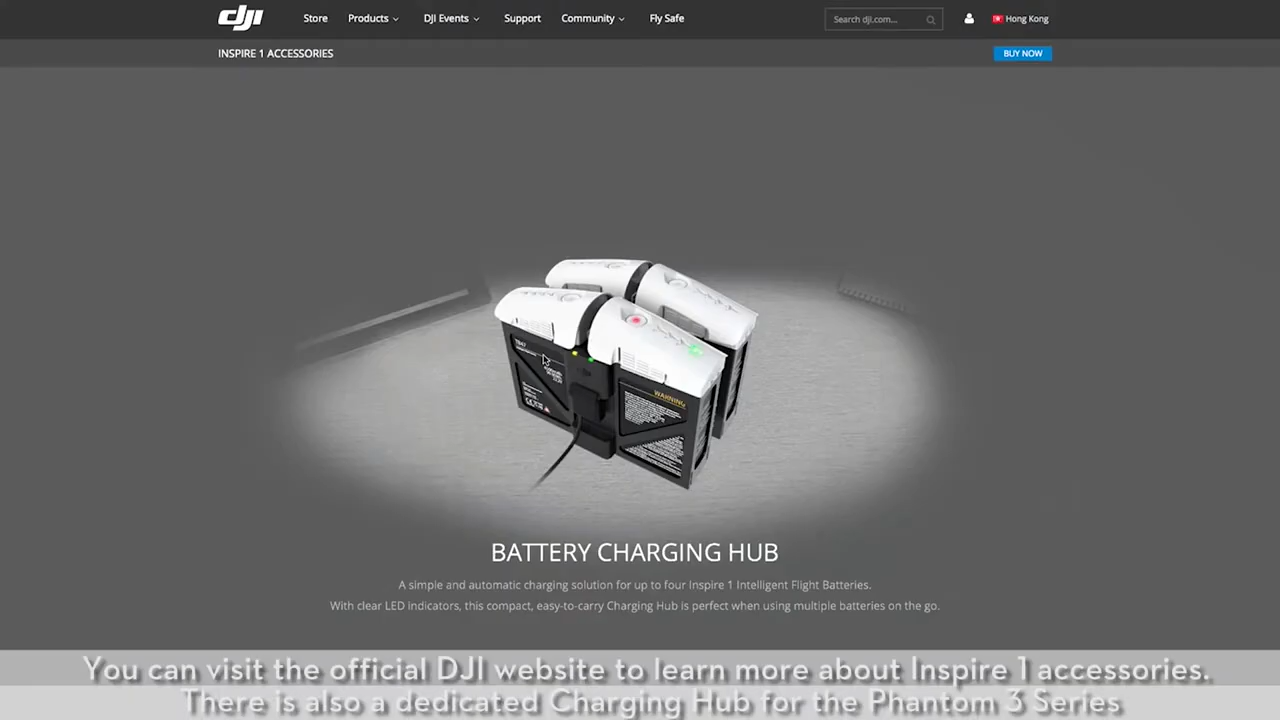 dji
Store
Products
DJI Events
Support
Community
Fly Safe
Search dji.com...
Hong Kong
INSPIRE 1 ACCESSORIES
BUY NOW
TB47
WARNING
BATTERY CHARGING HUB
A simple and automatic charging solution for up to four Inspire 1 Intelligent Flight Batteries.
With clear LED indicators, this compact, easy-to-carry Charging Hub is perfect when using multiple batteries on the go.
You can visit the official DJI website to learn more about Inspire 1 accessories.
There is also a dedicated Charging Hub for the Phantom 3 Series